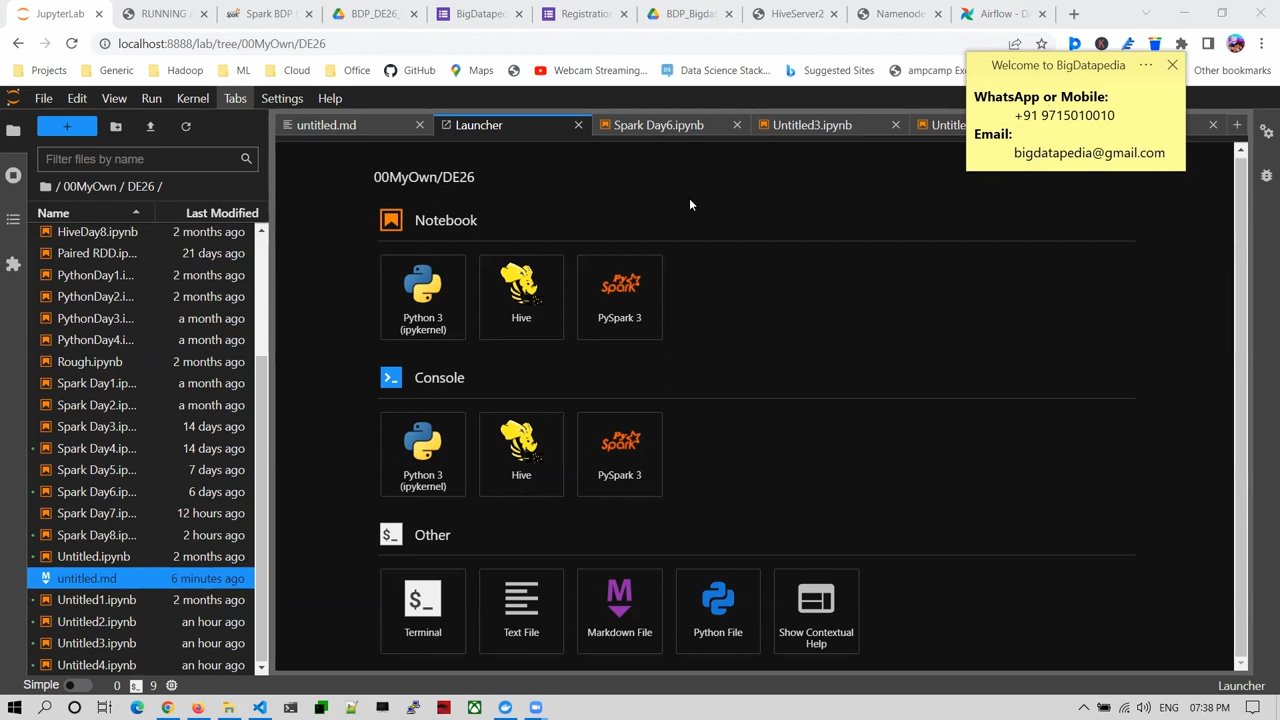 JupyterLab
RUNNING A
Spark BDP
BDP_DE26_
BigDataped
Registration
BDP_Bigdat
HiveServer2
Namenode
Airflow - DA
localhost:8888/lab/tree/00MyOwn/DE26
Projects
Generic
Hadoop
ML
Cloud
Office
GitHub
Maps
Webcam Streaming...
Data Science Stack...
Suggested Sites
ampcamp Exercises
Other bookmarks
Welcome to BigDatapedia
WhatsApp or Mobile:
+91 9715010010
Email:
bigdatapedia@gmail.com
File Edit View Run Kernel Tabs Settings Help
untitled.md
Launcher
Spark Day6.ipynb
Untitled3.ipynb
Filter files by name
/ 00MyOwn / DE26 /
Name Last Modified
HiveDay8.ipynb 2 months ago
Paired RDD.ip... 21 days ago
PythonDay1.i... 2 months ago
PythonDay2.i... 2 months ago
PythonDay3.i... a month ago
PythonDay4.i... a month ago
Rough.ipynb 2 months ago
Spark Day1.ip... a month ago
Spark Day2.ip... a month ago
Spark Day3.ip... 14 days ago
Spark Day4.ip... 14 days ago
Spark Day5.ip... 7 days ago
Spark Day6.ip... 6 days ago
Spark Day7.ip... 12 hours ago
Spark Day8.ip... 2 hours ago
Untitled.ipynb 2 months ago
untitled.md 6 minutes ago
Untitled1.ipynb 2 months ago
Untitled2.ipynb an hour ago
Untitled3.ipynb an hour ago
Untitled4.ipynb an hour ago
00MyOwn/DE26
Notebook
Python 3
(ipykernel)
Hive
PySpark 3
Console
Python 3
(ipykernel)
Hive
PySpark 3
Other
$_
Terminal
Text File
Markdown File
Python File
Show Contextual
Help
Simple 0 9
Launcher
ENG 07:38 PM